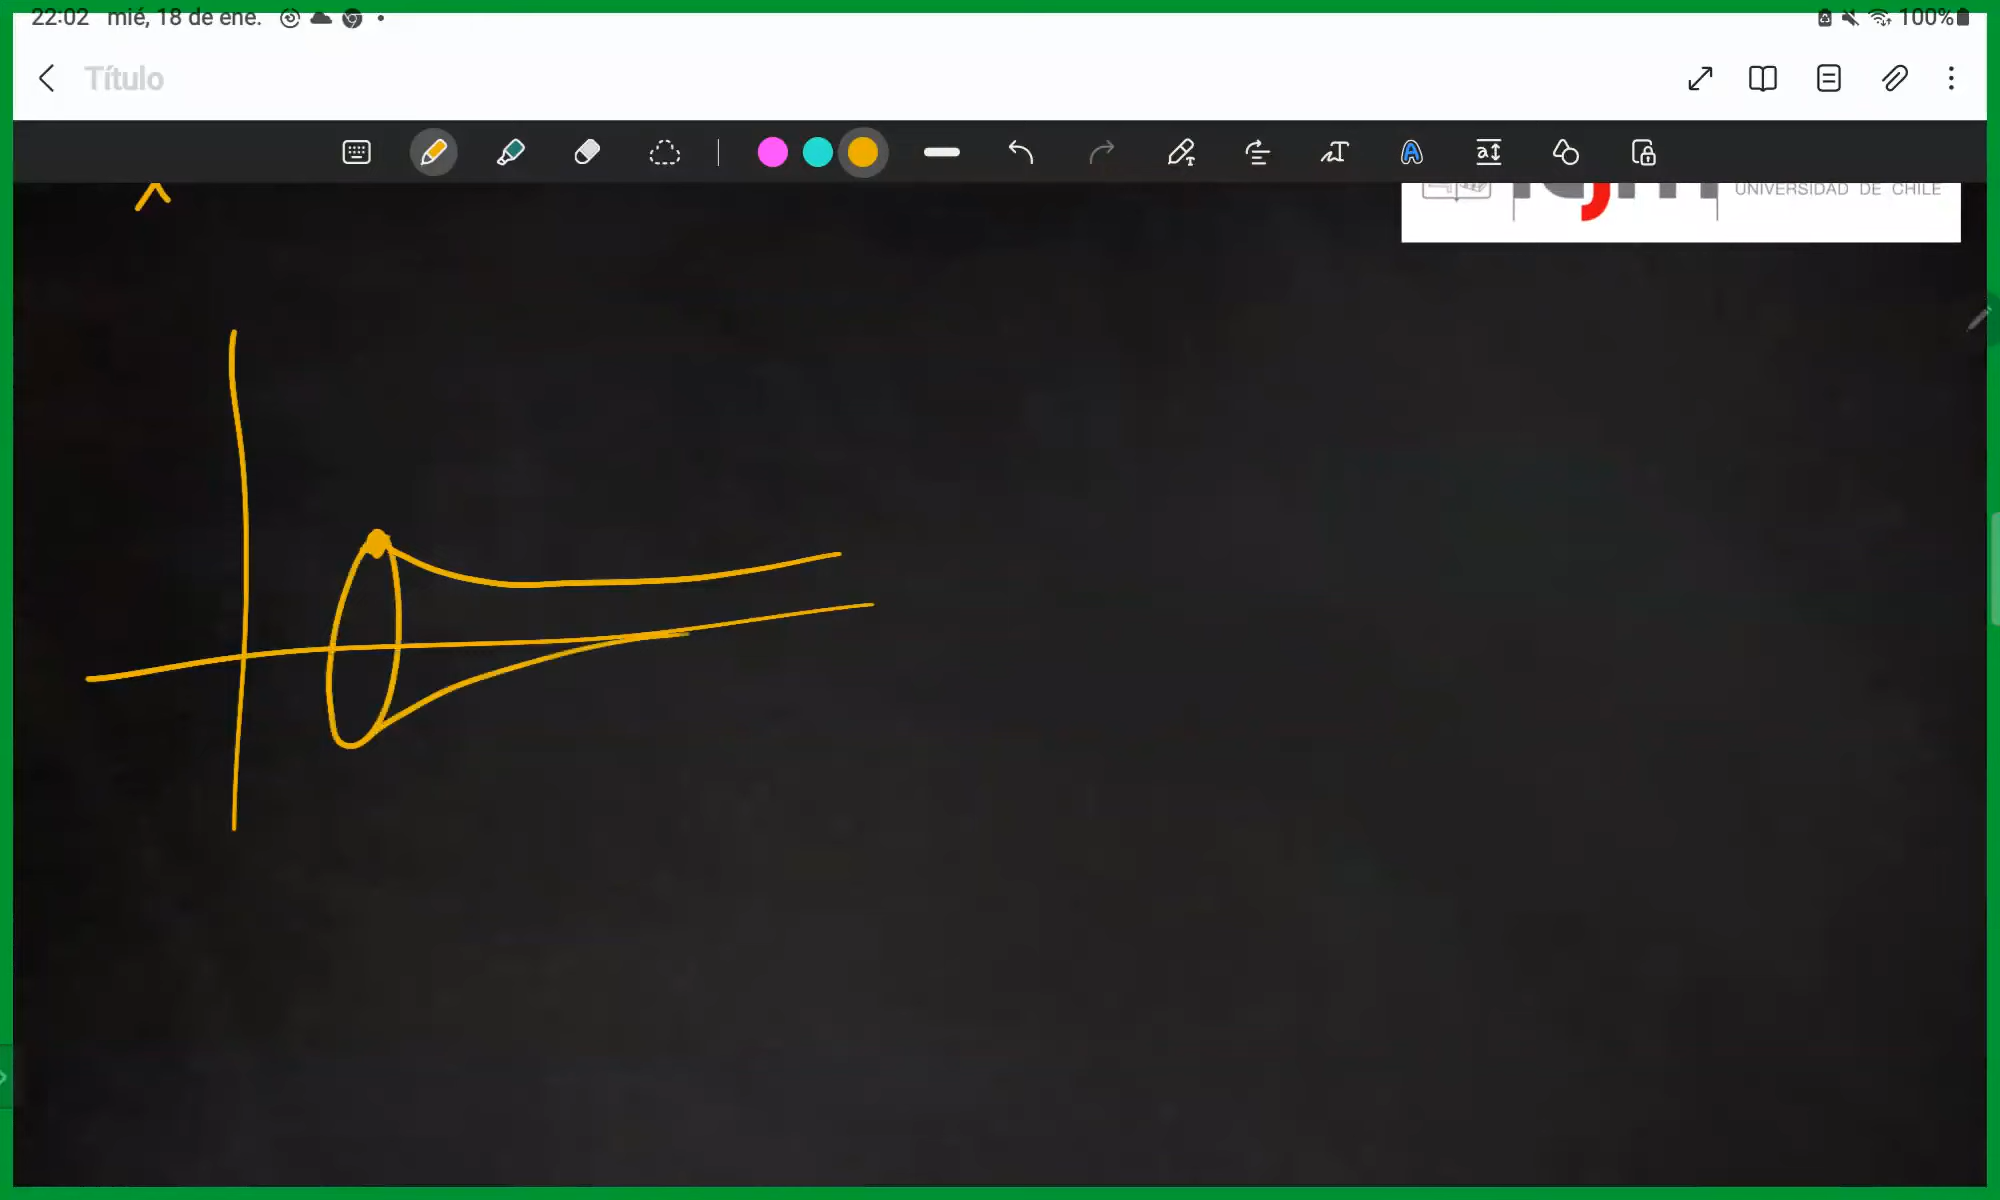 22:02 mié, 18 de ene. 100%
Título
UNIVERSIDAD DE CHILE